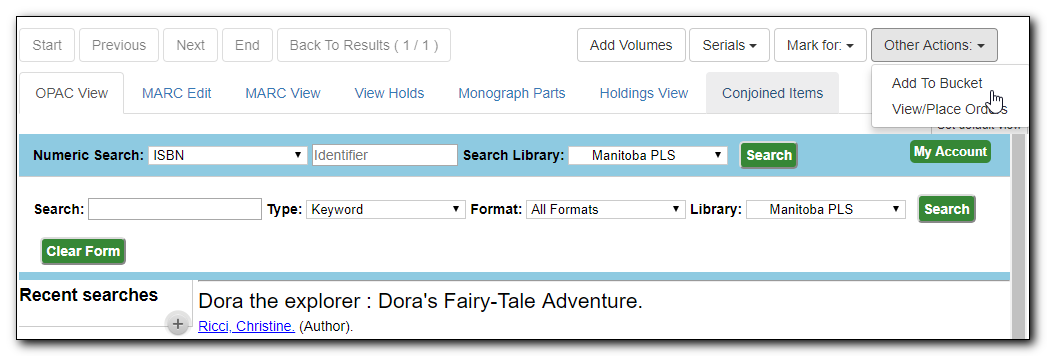 Start Previous Next End Back To Results ( 1 / 1 ) Add Volumes Serials Mark for: Other Actions:
Add To Bucket
View/Place Orders
OPAC View MARC Edit MARC View View Holds Monograph Parts Holdings View Conjoined Items
Set default view
Numeric Search: ISBN Identifier Search Library: Manitoba PLS Search My Account
Search: Type: Keyword Format: All Formats Library: Manitoba PLS Search
Clear Form
Recent searches
+
Dora the explorer : Dora's Fairy-Tale Adventure.
Ricci, Christine. (Author).